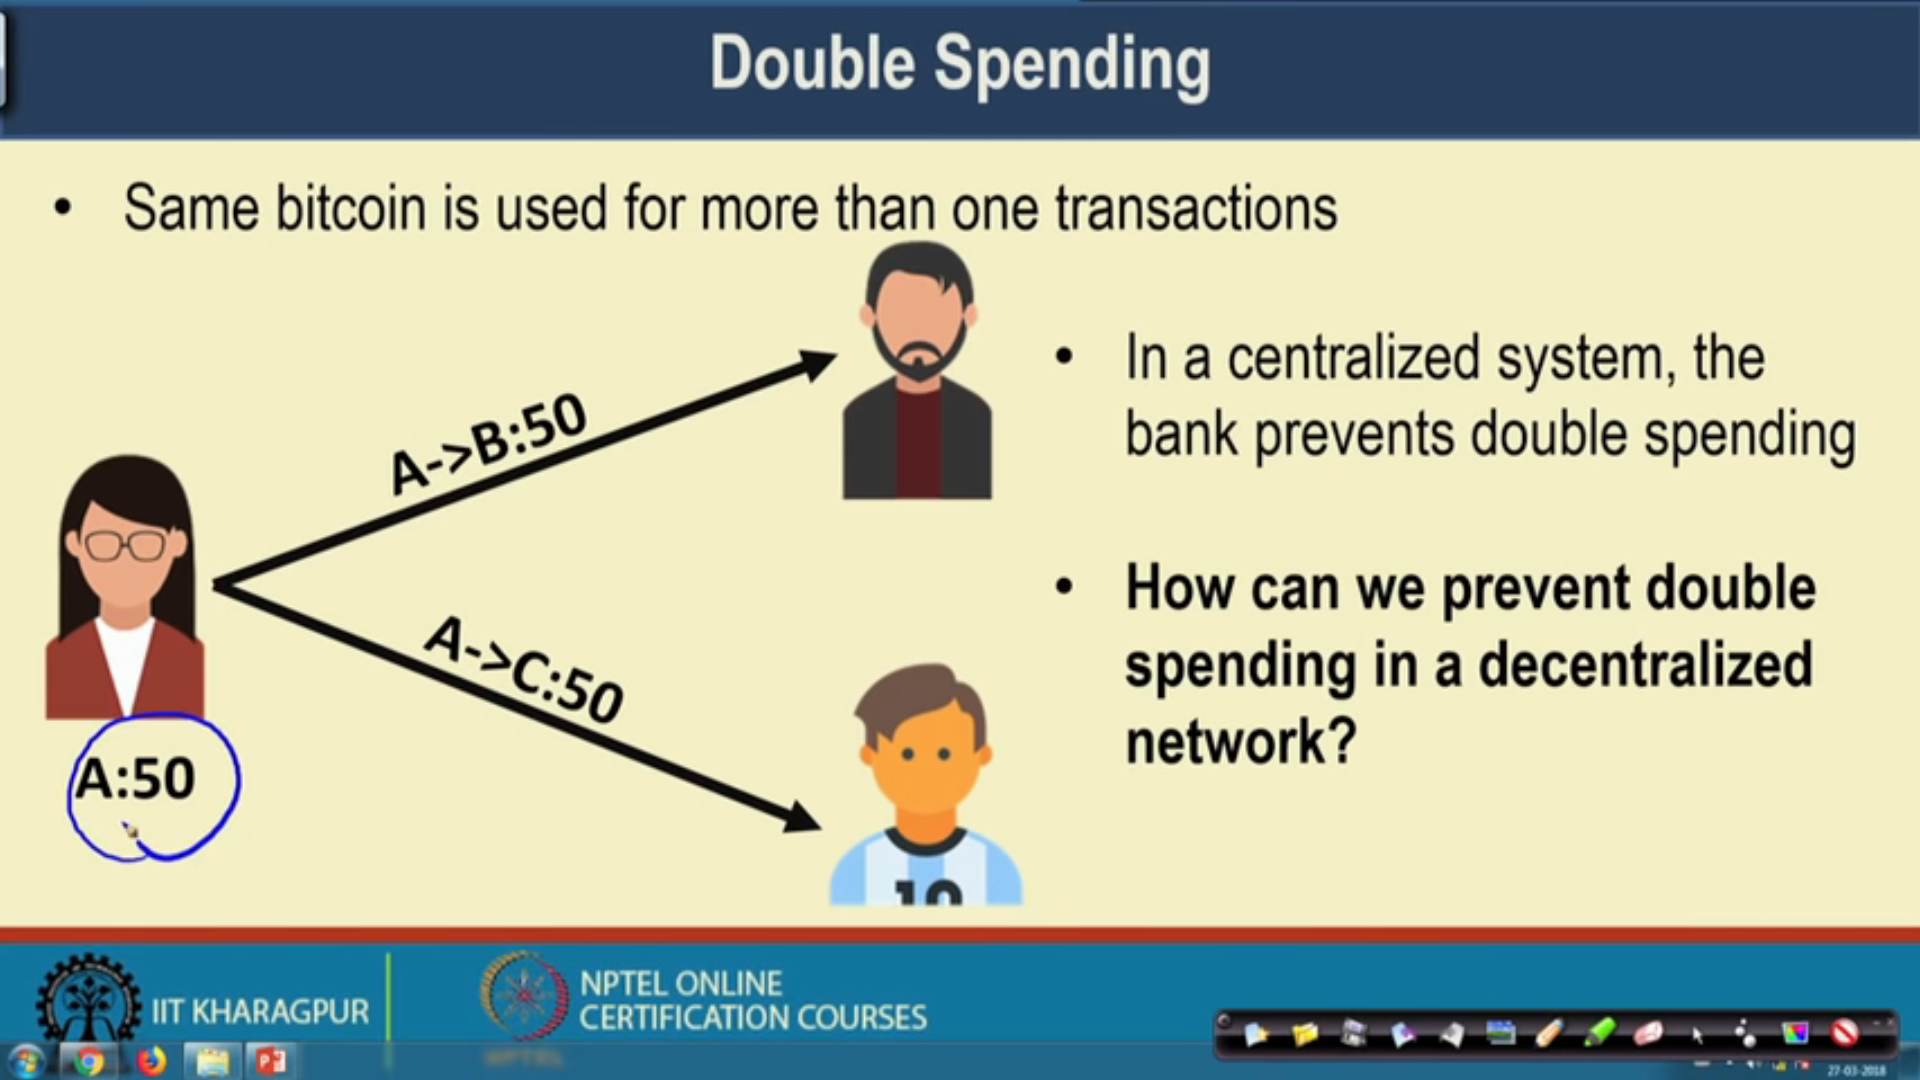 Double Spending
• Same bitcoin is used for more than one transactions
A->B:50
A->C:50
A:50
• In a centralized system, the
bank prevents double spending
• How can we prevent double
spending in a decentralized
network?
10
IIT KHARAGPUR
NPTEL ONLINE
CERTIFICATION COURSES
NPTEL
27-03-2018